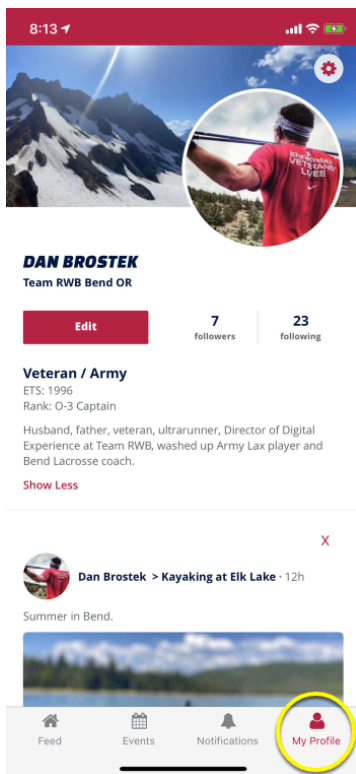 8:13
ENRICHING
VETERANS'
LIVES
DAN BROSTEK
Team RWB Bend OR
Edit
7
followers
23
following
Veteran / Army
ETS: 1996
Rank: O-3 Captain
Husband, father, veteran, ultrarunner, Director of Digital
Experience at Team RWB, washed up Army Lax player and
Bend Lacrosse coach.
Show Less
X
Dan Brostek > Kayaking at Elk Lake · 12h
Summer in Bend.
Feed
Events
Notifications
My Profile